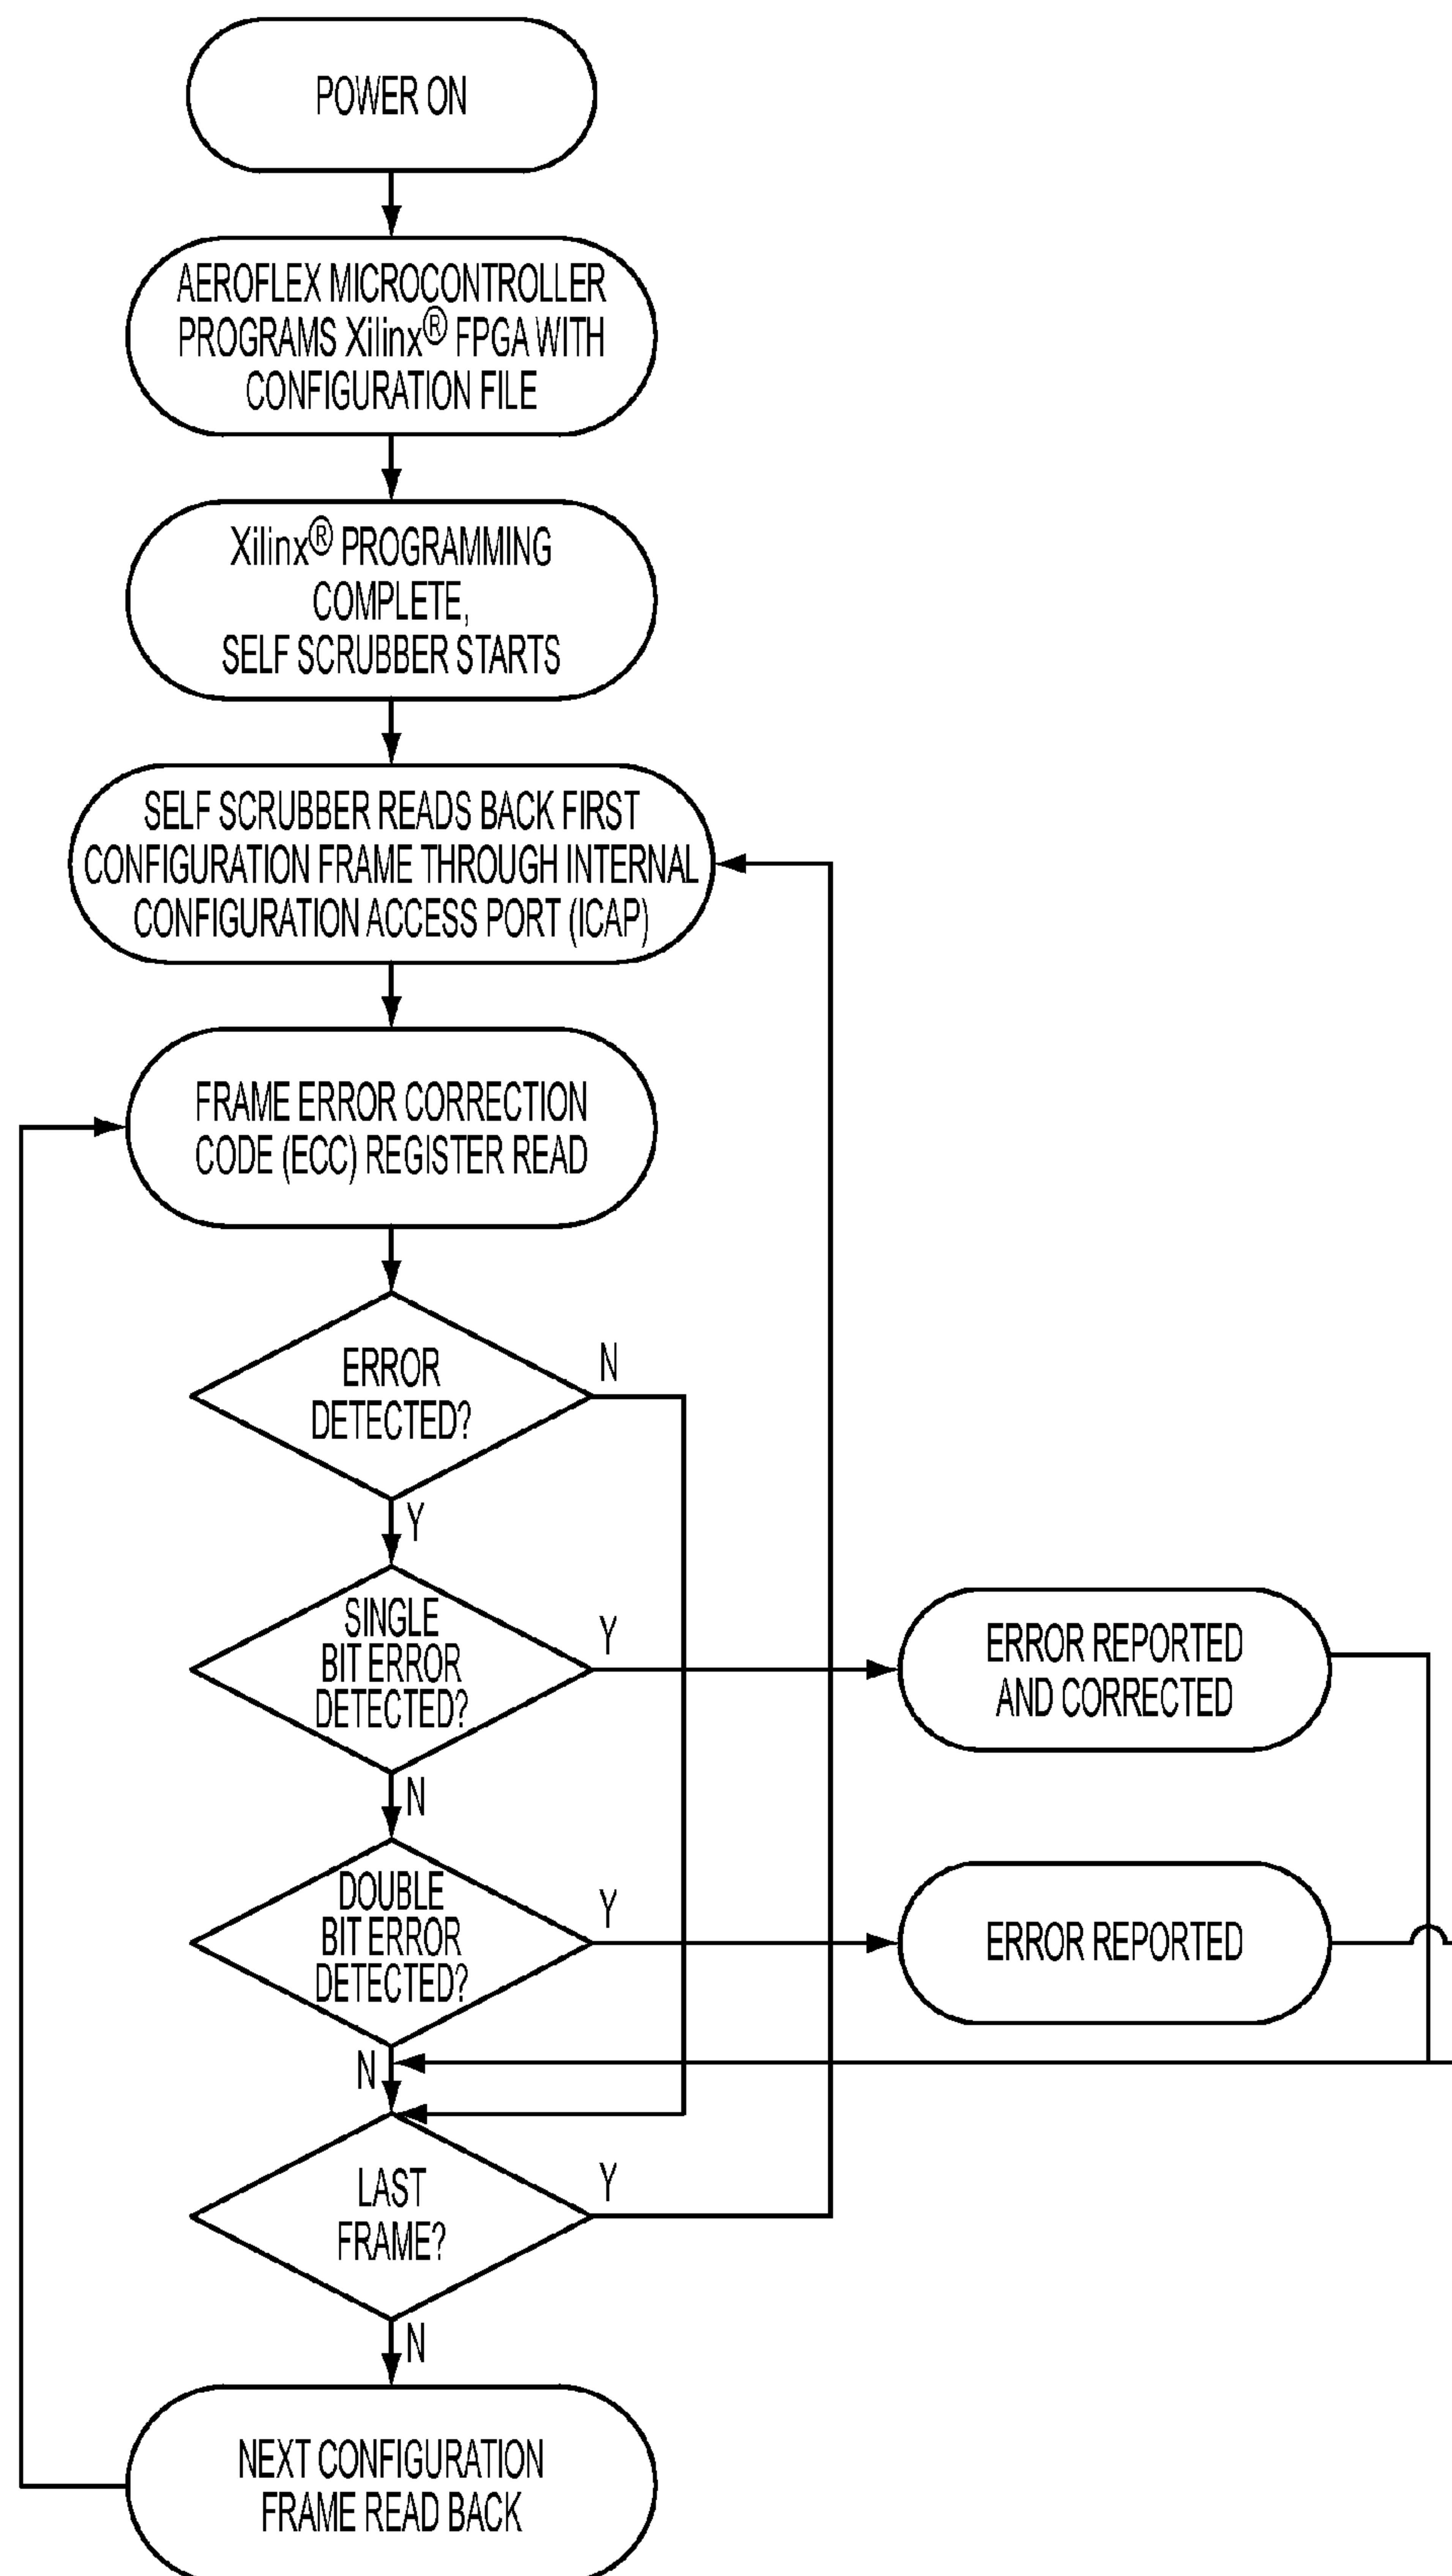 POWER ON
AEROFLEX MICROCONTROLLER
PROGRAMS Xilinx® FPGA WITH
CONFIGURATION FILE
Xilinx® PROGRAMMING
COMPLETE,
SELF SCRUBBER STARTS
SELF SCRUBBER READS BACK FIRST
CONFIGURATION FRAME THROUGH INTERNAL
CONFIGURATION ACCESS PORT (ICAP)
FRAME ERROR CORRECTION
CODE (ECC) REGISTER READ
ERROR
DETECTED?
N
Y
SINGLE
BIT ERROR
DETECTED?
Y
ERROR REPORTED
AND CORRECTED
N
DOUBLE
BIT ERROR
DETECTED?
Y
ERROR REPORTED
N
LAST
FRAME?
Y
N
NEXT CONFIGURATION
FRAME READ BACK